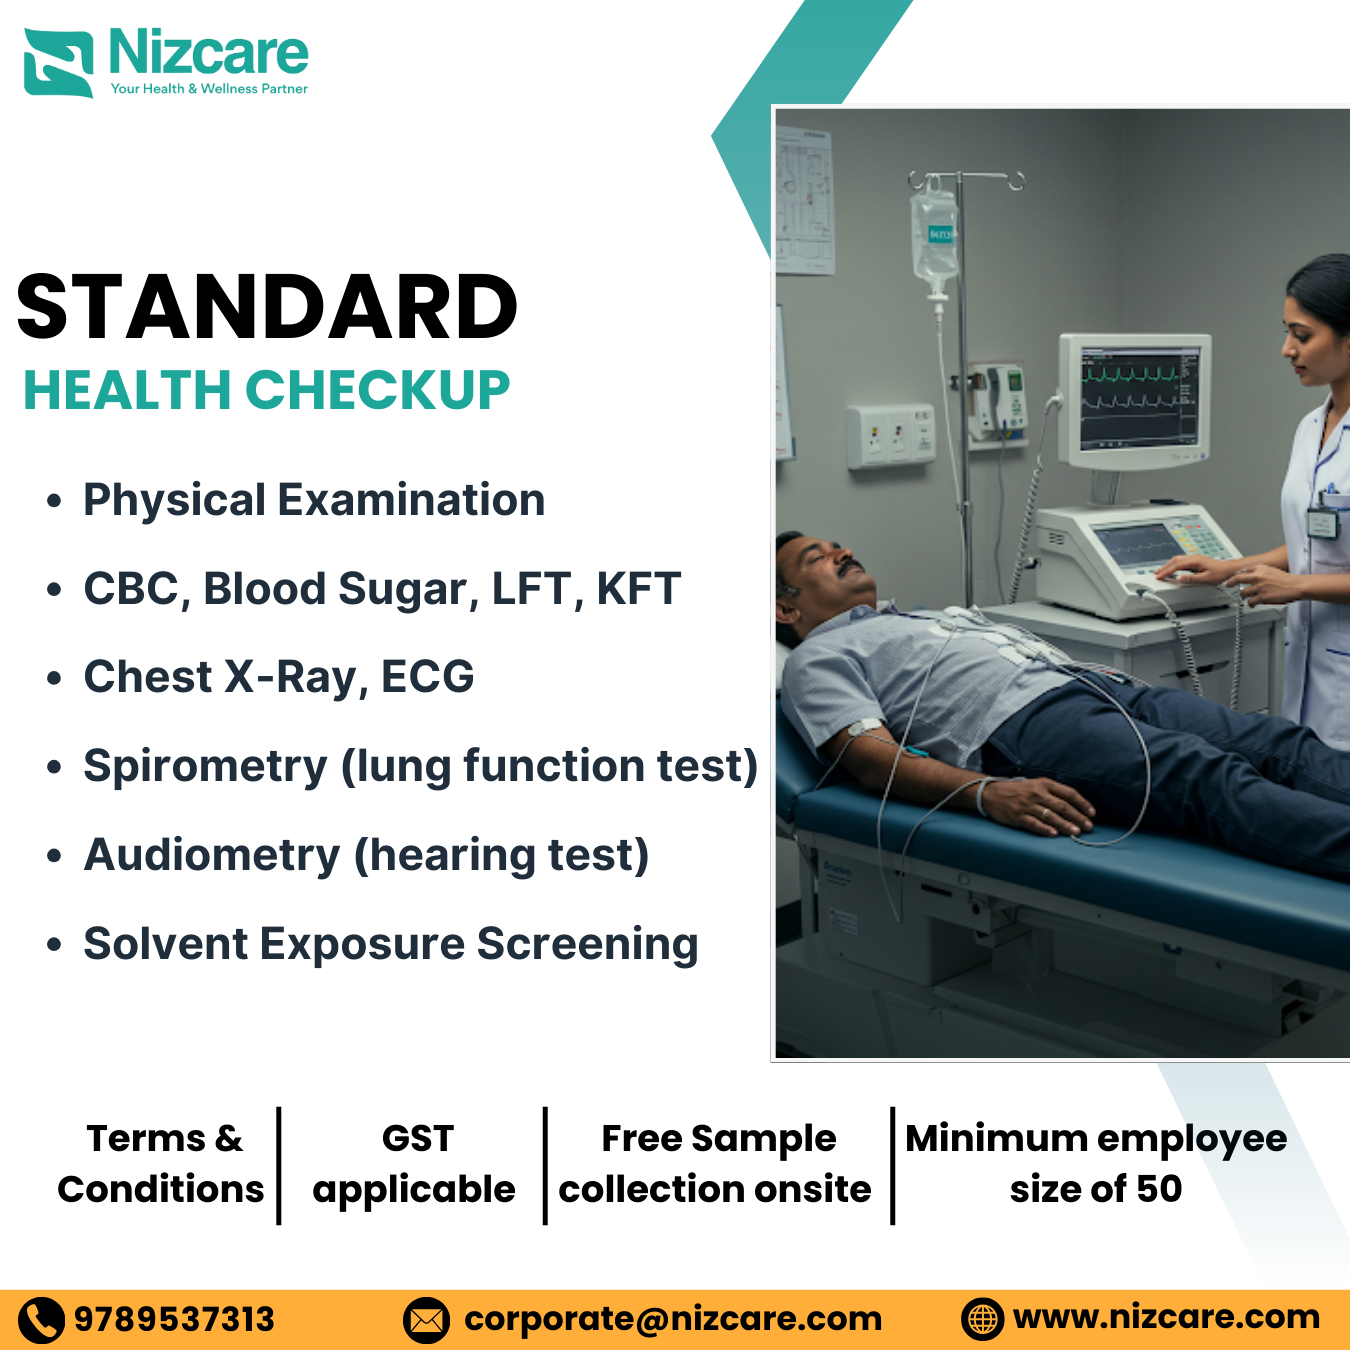 Nizcare
Your Health & Wellness Partner
STANDARD
HEALTH CHECKUP
• Physical Examination
• CBC, Blood Sugar, LFT, KFT
• Chest X-Ray, ECG
• Spirometry (lung function test)
• Audiometry (hearing test)
• Solvent Exposure Screening
Terms &
Conditions
GST
applicable
Free Sample
collection onsite
Minimum employee
size of 50
9789537313
corporate@nizcare.com
www.nizcare.com